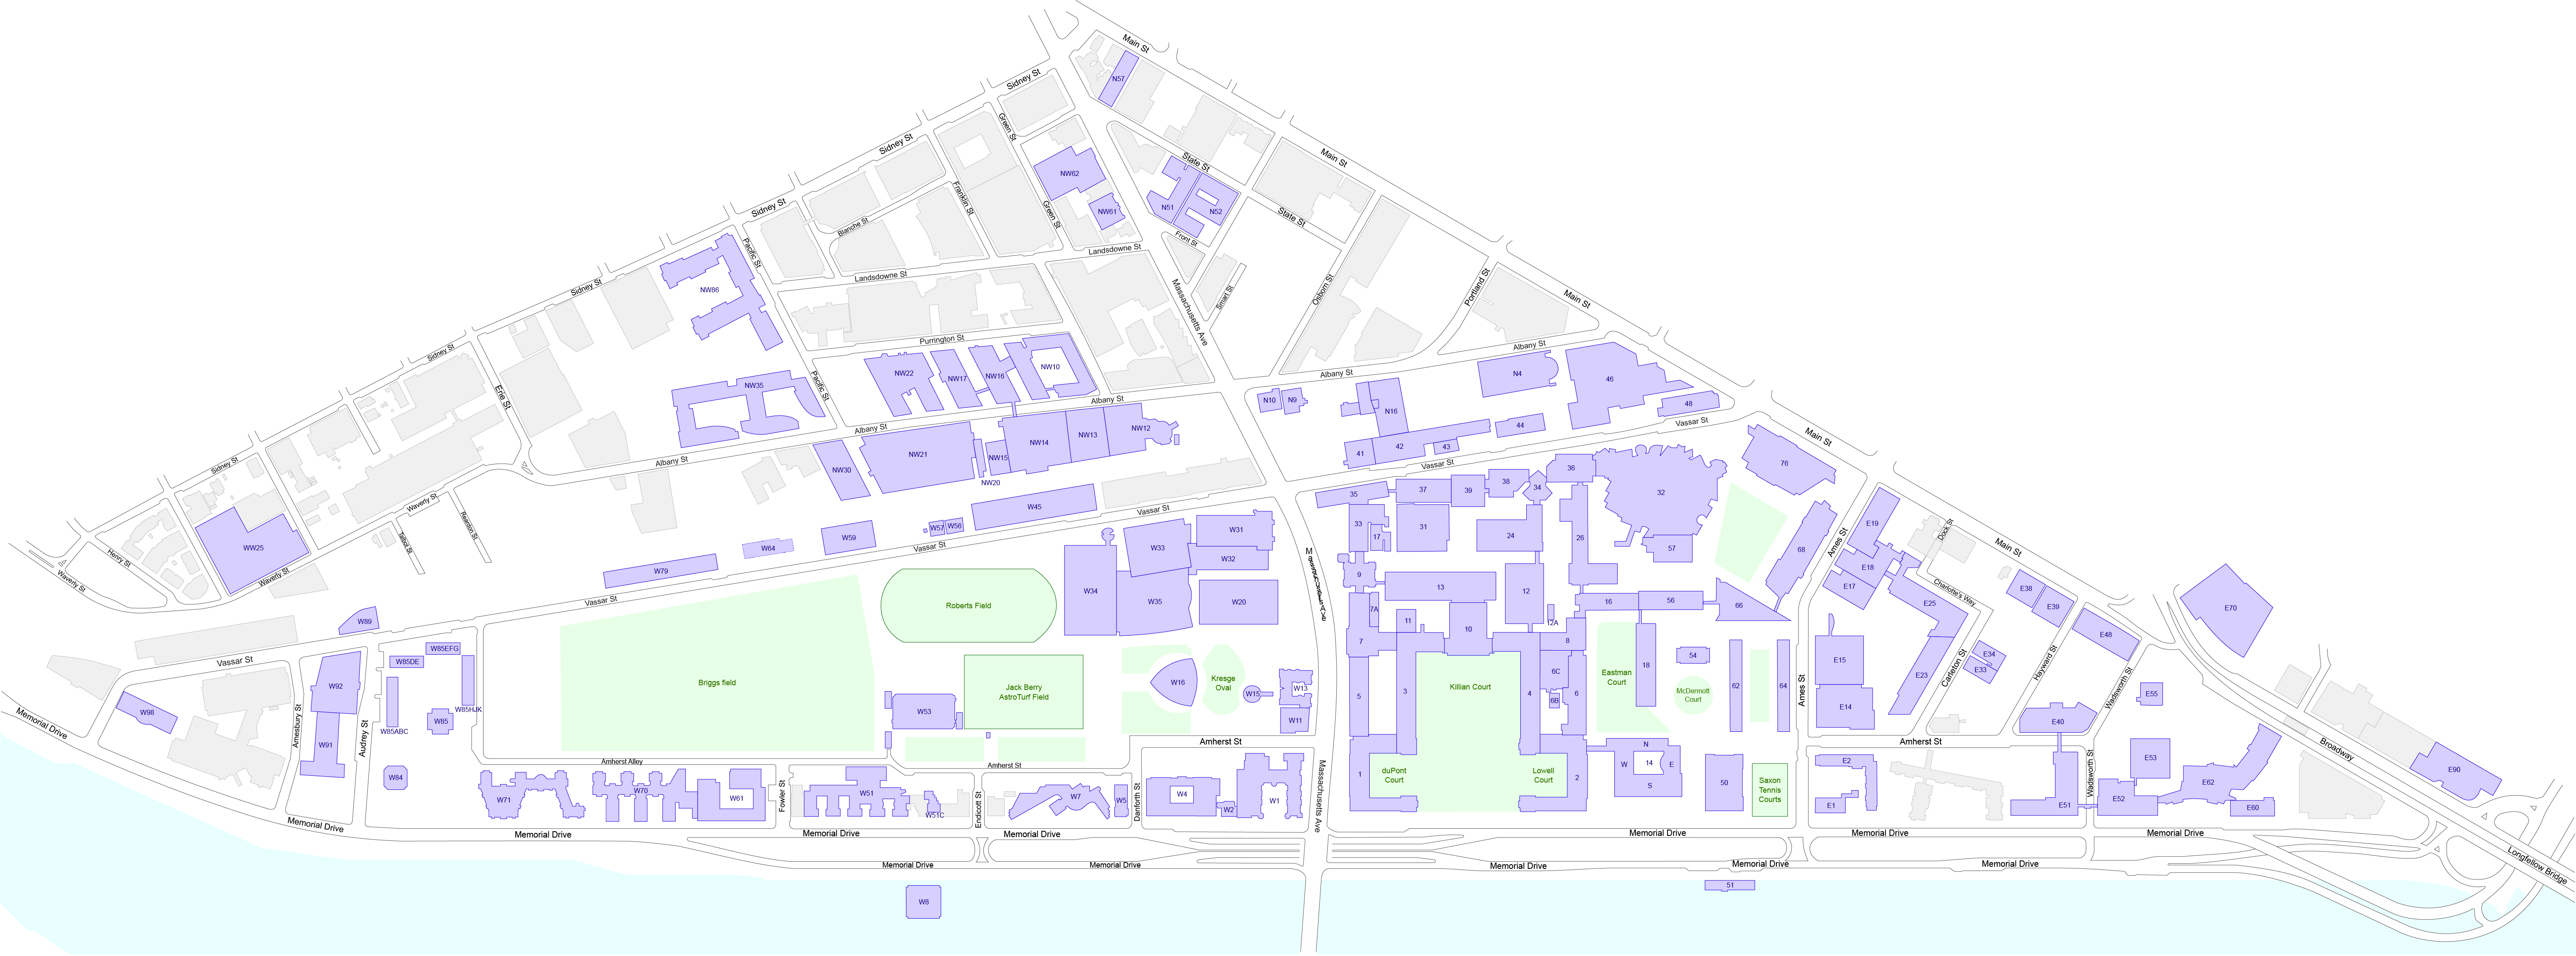 Main St
N57
Sidney St
Green St
Main St
Sidney St
State St
NW62
N51
N52
NW61
Franklin St
Green St
Sidney St
Blanche St
State St
Front St
Pacific St
Landsdowne St
Landsdowne St
Sidney St
NW86
Massachusetts Ave
Smart St
Osborn St
Portland St
Main St
Purrington St
Albany St
Sidney St
NW22
NW17
NW16
NW10
Albany St
N4
46
NW35
Pacific St
Erie St
N10
N9
N16
48
Albany St
Albany St
NW14
NW13
NW12
41
42
43
44
Vassar St
Main St
Sidney St
Albany St
NW30
NW21
NW15
NW20
Vassar St
36
76
Waverly St
Reardon St
Talbot St
W45
Vassar St
35
37
39
38
34
32
WW25
Waverly St
Henry St
Waverly St
W64
W59
W57
W56
Vassar St
W33
W31
W32
33
17
31
24
26
57
68
Ames St
E19
E18
E17
Dock St
Main St
Charlotte's Way
W79
Vassar St
Roberts Field
W34
W35
W20
9
13
12
7A
11
10
12A
16
56
66
E25
E38
E39
E48
E70
W89
W85EFG
W85DE
Vassar St
W92
W85HJK
W85
W85ABC
W98
Memorial Drive
Amesbury St
W91
Audrey St
W84
Briggs field
Jack Berry
AstroTurf Field
W53
W16
Kresge
Oval
W15
W13
W11
7
8
5
3
Killian Court
4
6C
6B
6
Eastman
Court
18
54
McDermott
Court
62
64
Ames St
E15
E14
E23
Carleton St
E34
E33
Hayward St
Wadsworth St
E40
E55
Amherst St
Amherst St
Amherst Alley
Amherst St
1
duPont
Court
Lowell
Court
2
N
W
14
E
S
50
Saxon
Tennis
Courts
E2
E1
E53
E62
E52
E51
E60
Wadsworth St
Broadway
E90
W71
W70
W61
Fowler St
W51
W51C
Endicott St
W7
W5
Danforth St
W4
W2
W1
Massachusetts Ave
Memorial Drive
Memorial Drive
Memorial Drive
Memorial Drive
Memorial Drive
Memorial Drive
Memorial Drive
Memorial Drive
Memorial Drive
Memorial Drive
Memorial Drive
Memorial Drive
Longfellow Bridge
W8
51